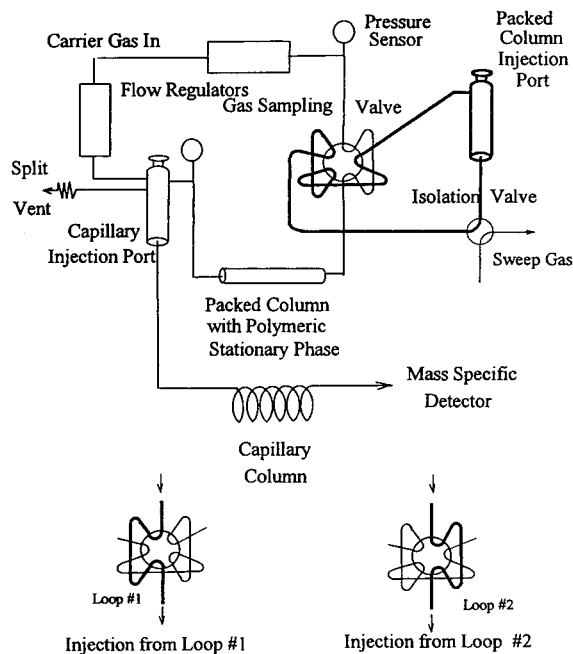 Pressure
Sensor
Packed
Column
Injection
Port
Carrier Gas In
Flow Regulators
Gas Sampling Valve
Split
Vent
Isolation Valve
Capillary
Injection Port
Sweep Gas
Packed Column
with Polymeric
Stationary Phase
Mass Specific
Detector
Capillary
Column
Loop #1
Loop #2
Injection from Loop #1
Injection from Loop #2